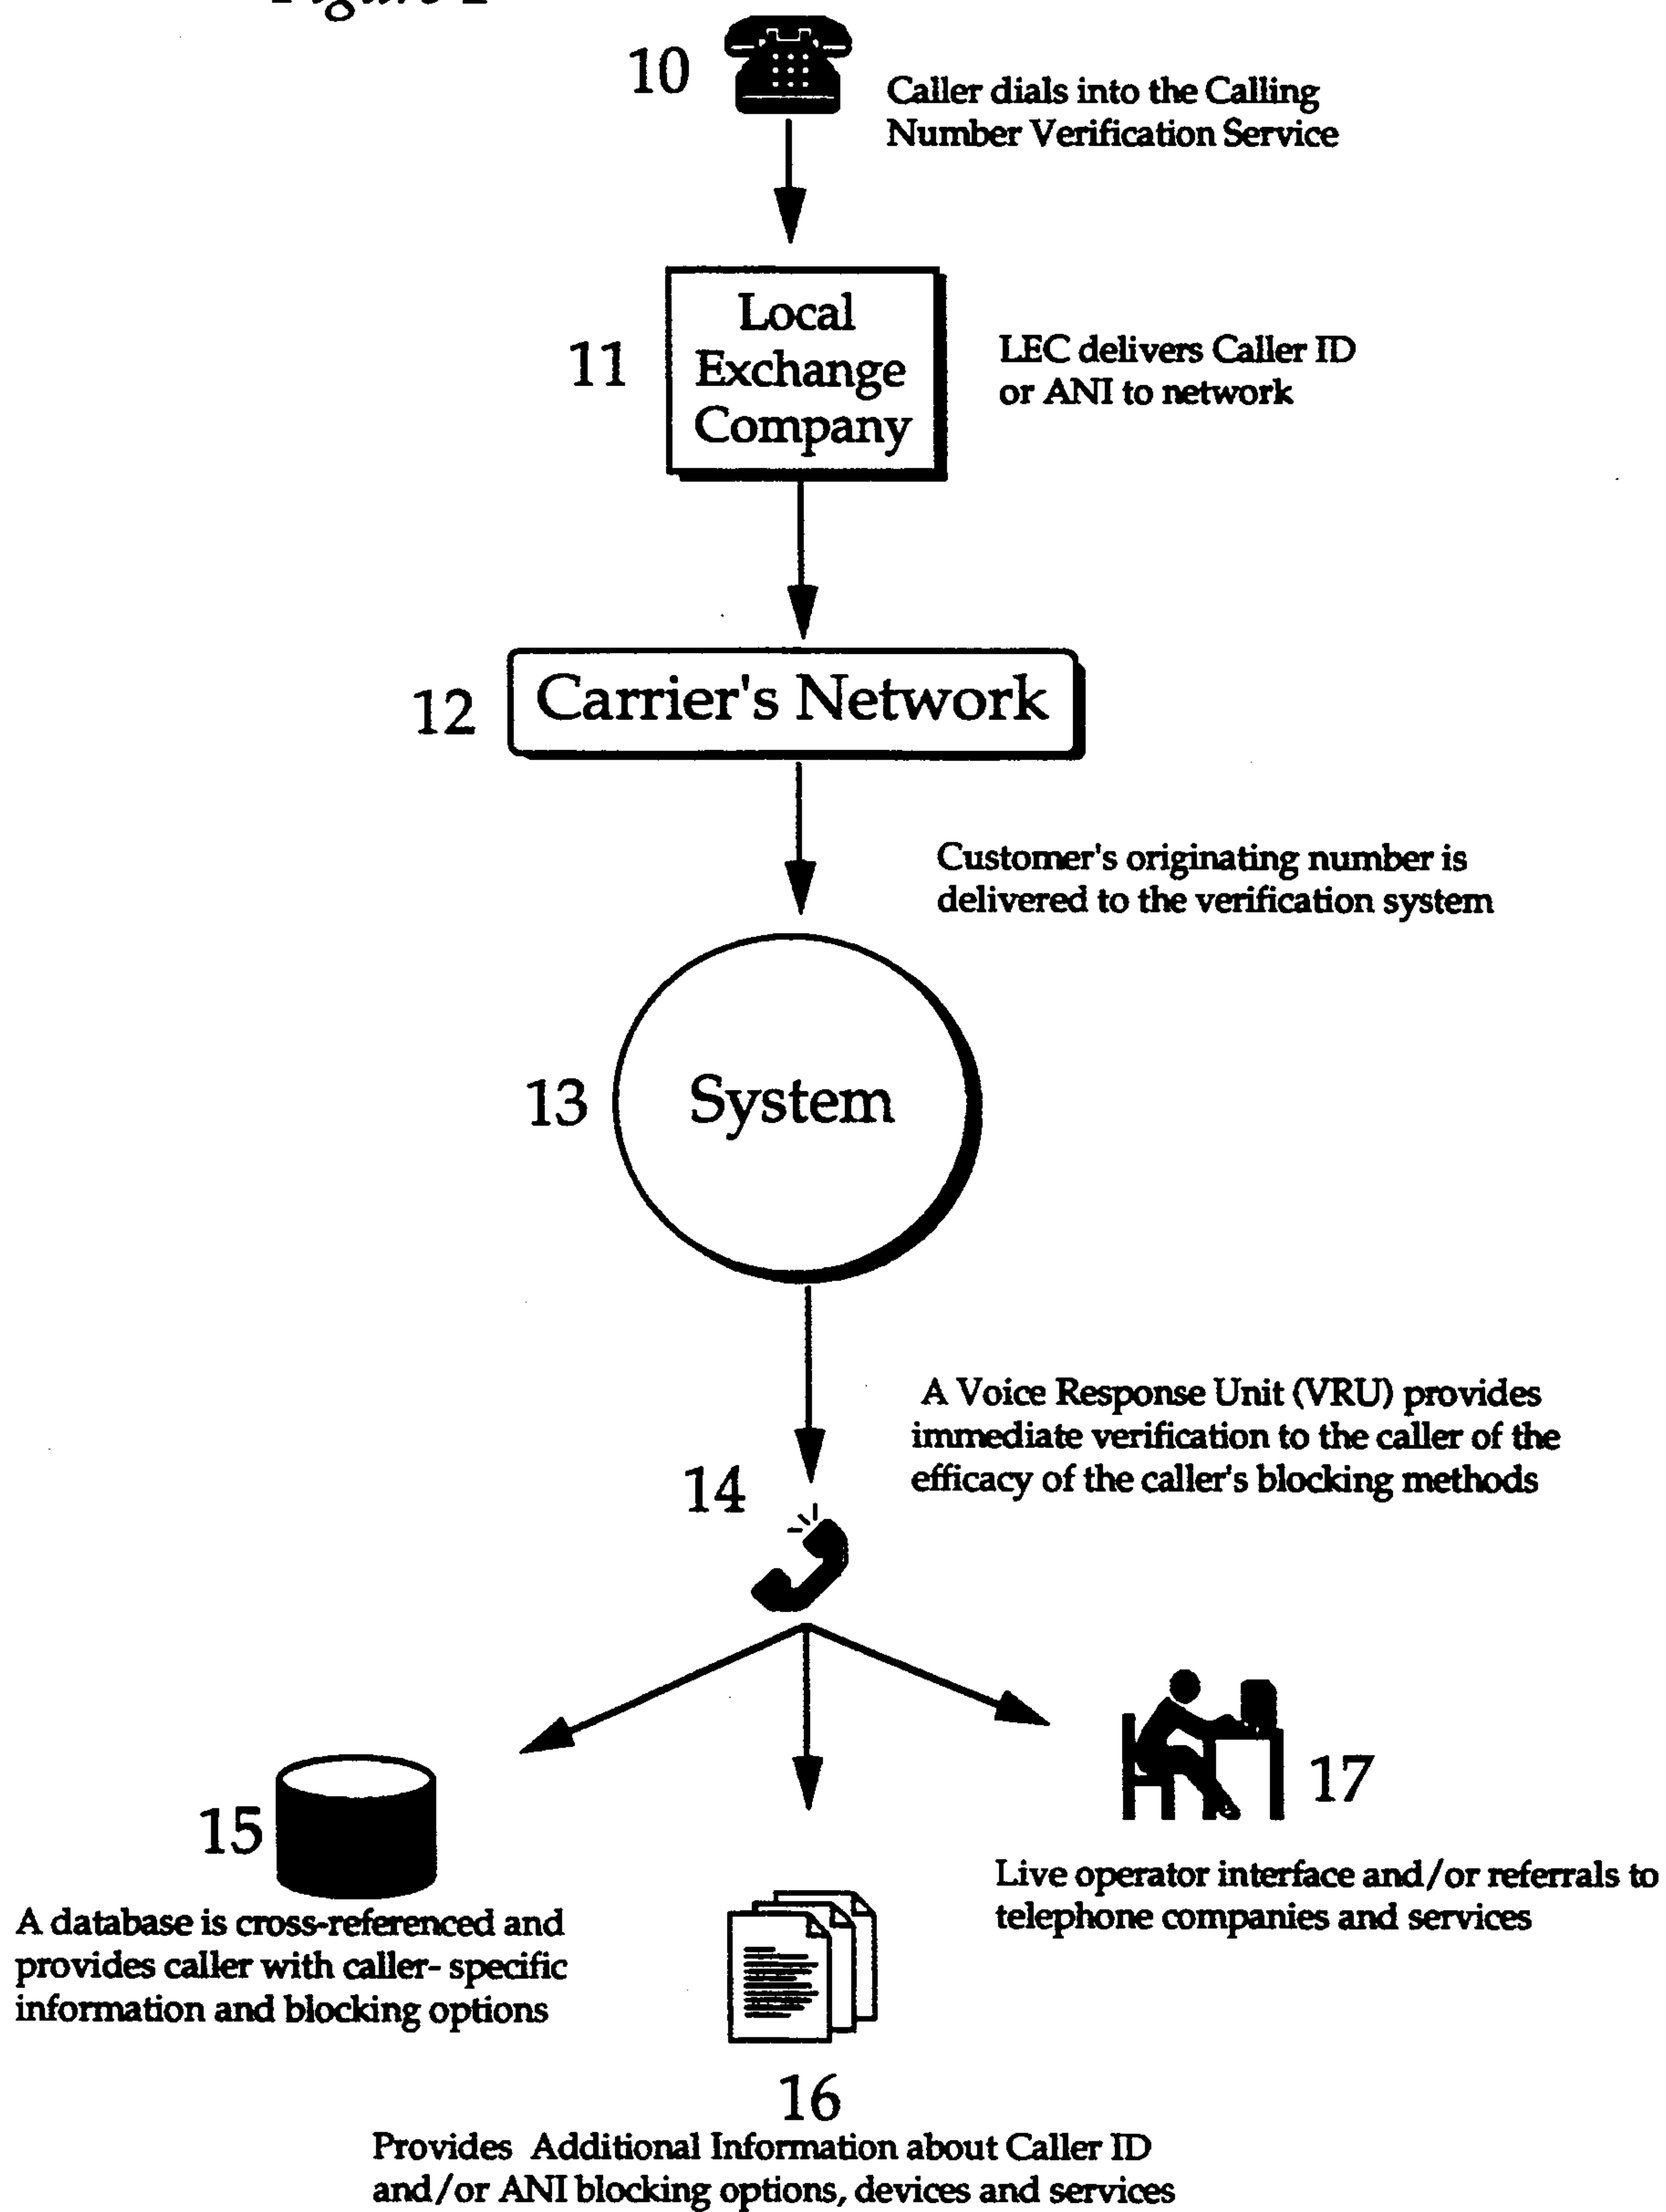 10
Caller dials into the Calling
Number Verification Service
11
Local
Exchange
Company
LEC delivers Caller ID
or ANI to network
12
Carrier's Network
Customer's originating number is
delivered to the verification system
13
System
A Voice Response Unit (VRU) provides
immediate verification to the caller of the
efficacy of the caller's blocking methods
14
15
A database is cross-referenced and
provides caller with caller- specific
information and blocking options
17
Live operator interface and/or referrals to
telephone companies and services
16
Provides Additional Information about Caller ID
and/or ANI blocking options, devices and services